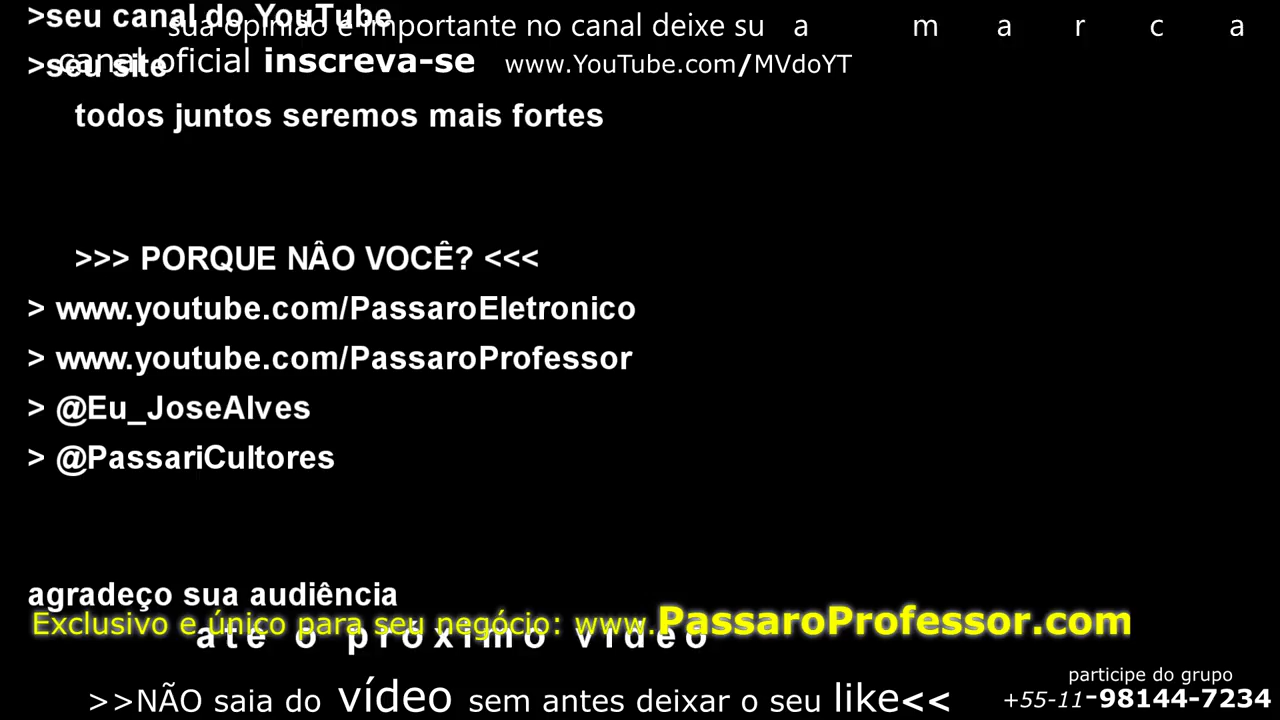 >seu canal do YouTube
sua opinião é importante no canal deixe su a m a r c a
>seu site
canal oficial inscreva-se www.YouTube.com/MVdoYT
todos juntos seremos mais fortes
>>> PORQUE NÂO VOCÊ? <<<
> www.youtube.com/PassaroEletronico
> www.youtube.com/PassaroProfessor
> @Eu_JoseAlves
> @PassariCultores
agradeço sua audiência
Exclusivo e único para seu negócio: www.PassaroProfessor.com
até o próximo vídeo
participe do grupo
>>NÃO saia do vídeo sem antes deixar o seu like<<
+55-11-98144-7234